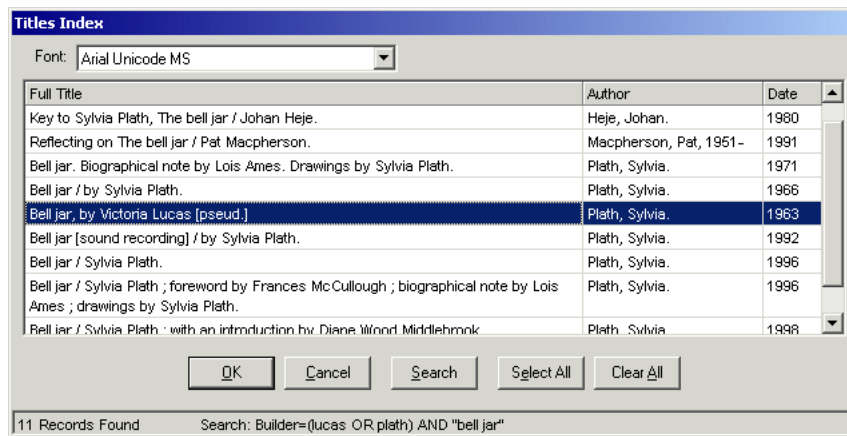 Titles Index
Font: Arial Unicode MS
Full Title Author Date
Key to Sylvia Plath, The bell jar / Johan Heje. Heje, Johan. 1980
Reflecting on The bell jar / Pat Macpherson. Macpherson, Pat, 1951- 1991
Bell jar. Biographical note by Lois Ames. Drawings by Sylvia Plath. Plath, Sylvia. 1971
Bell jar / by Sylvia Plath. Plath, Sylvia. 1966
Bell jar, by Victoria Lucas [pseud.] Plath, Sylvia. 1963
Bell jar [sound recording] / by Sylvia Plath. Plath, Sylvia. 1992
Bell jar / Sylvia Plath. Plath, Sylvia. 1996
Bell jar / Sylvia Plath ; foreword by Frances McCullough ; biographical note by Lois Plath, Sylvia. 1996
Ames ; drawings by Sylvia Plath.
Bell jar / Sylvia Plath ; with an introduction by Diane Wood Middlebrook Plath, Sylvia 1998
OK Cancel Search Select All Clear All
11 Records Found Search: Builder=(lucas OR plath) AND "bell jar"